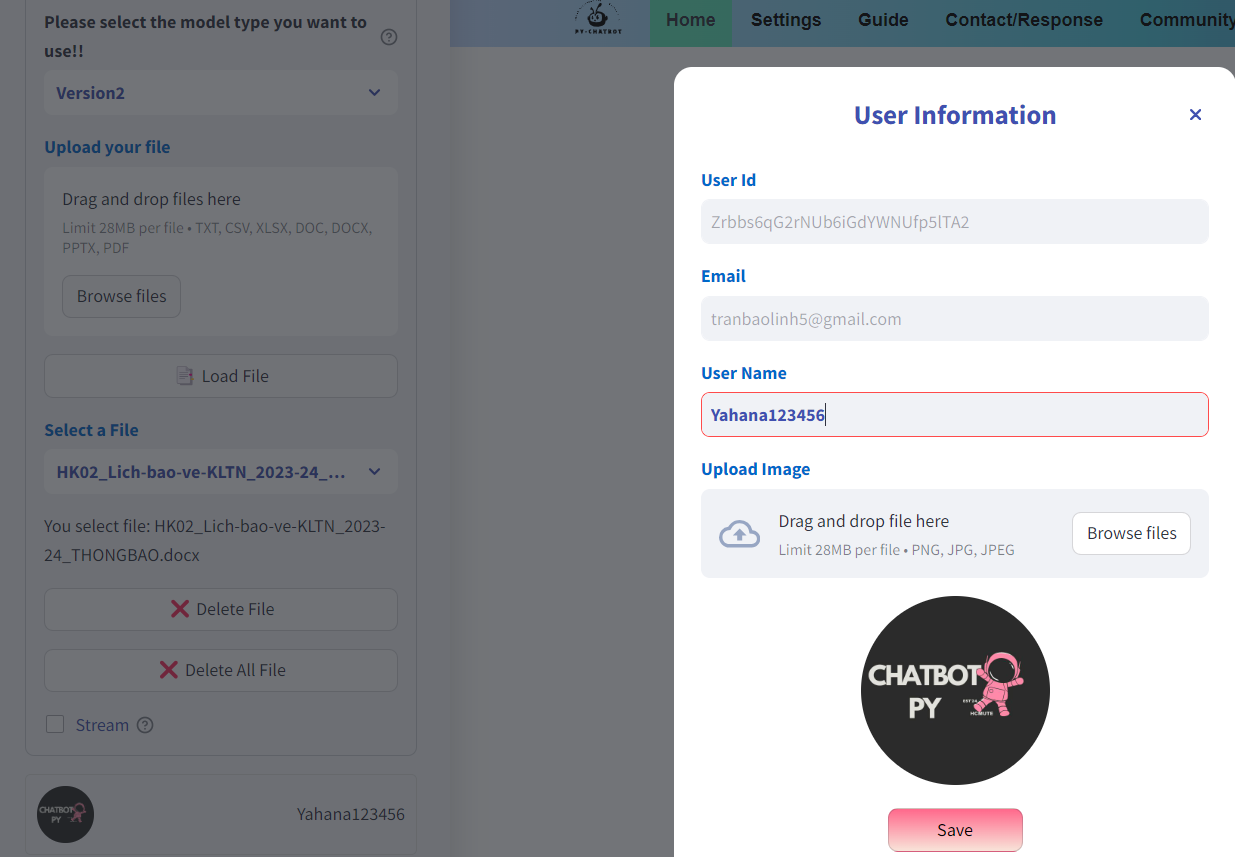 Please select the model type you want to
use!!
Version2
Upload your file
Drag and drop files here
Limit 28MB per file • TXT, CSV, XLSX, DOC, DOCX,
PPTX, PDF
Browse files
Load File
Select a File
HK02_Lich-bao-ve-KLTN_2023-24_...
You select file: HK02_Lich-bao-ve-KLTN_2023-
24_THONGBAO.docx
Delete File
Delete All File
Stream
CHATBOT
PY
Yahana123456
PY-CHATBOT
Home Settings Guide Contact/Response Community
User Information
User Id
Zrbbs6qG2rNUb6iGdYWNUfp5lTA2
Email
tranbaolinh5@gmail.com
User Name
Yahana123456
Upload Image
Drag and drop file here
Limit 28MB per file • PNG, JPG, JPEG
Browse files
CHATBOT
PY
HCMUTE
Save